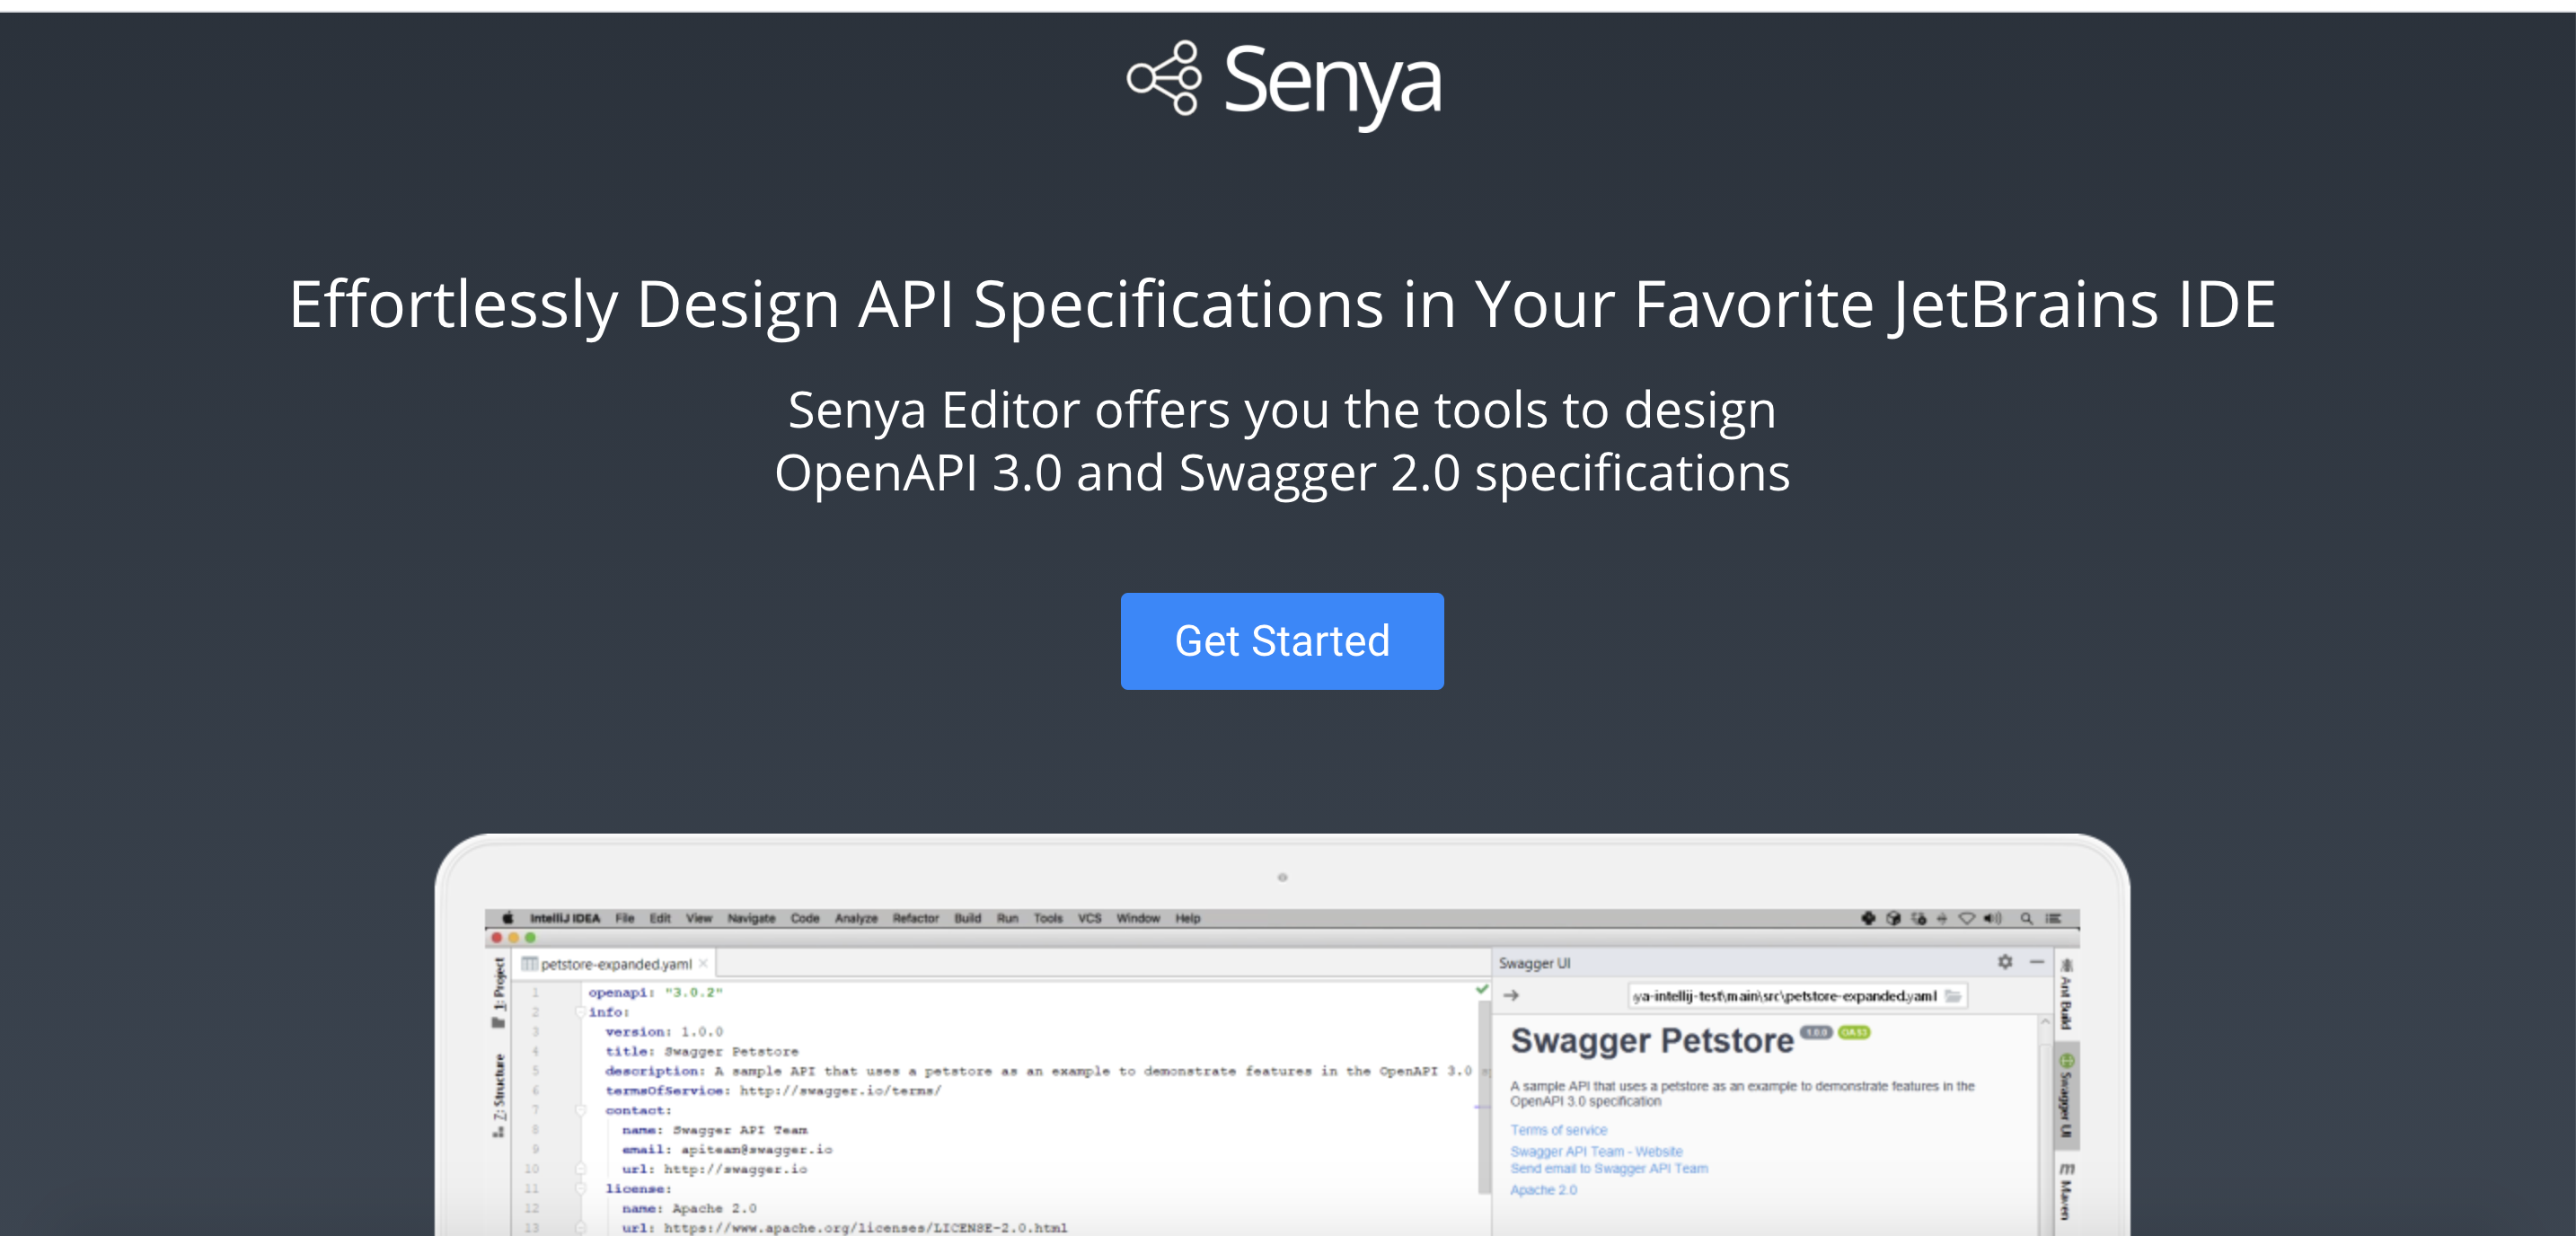 Senya
Effortlessly Design API Specifications in Your Favorite JetBrains IDE
Senya Editor offers you the tools to design
OpenAPI 3.0 and Swagger 2.0 specifications
Get Started
IntelliJ IDEA File Edit View Navigate Code Analyze Refactor Build Run Tools VCS Window Help
1: Project
Z: Structure
petstore-expanded.yaml
1 openapi: "3.0.2"
2 info:
3 version: 1.0.0
4 title: Swagger Petstore
5 description: A sample API that uses a petstore as an example to demonstrate features in the OpenAPI 3.0
6 termsOfService: http://swagger.io/terms/
7 contact:
8 name: Swagger API Team
9 email: apiteam@swagger.io
10 url: http://swagger.io
11 license:
12 name: Apache 2.0
13 url: https://www.apache.org/licenses/LICENSE-2.0.html
Swagger UI
ya-intellij-test\main\src\petstore-expanded.yaml
Swagger Petstore 1.0.0 OAS3
A sample API that uses a petstore as an example to demonstrate features in the
OpenAPI 3.0 specification
Terms of service
Swagger API Team - Website
Send email to Swagger API Team
Apache 2.0
Ant Build
Swagger UI
m Maven